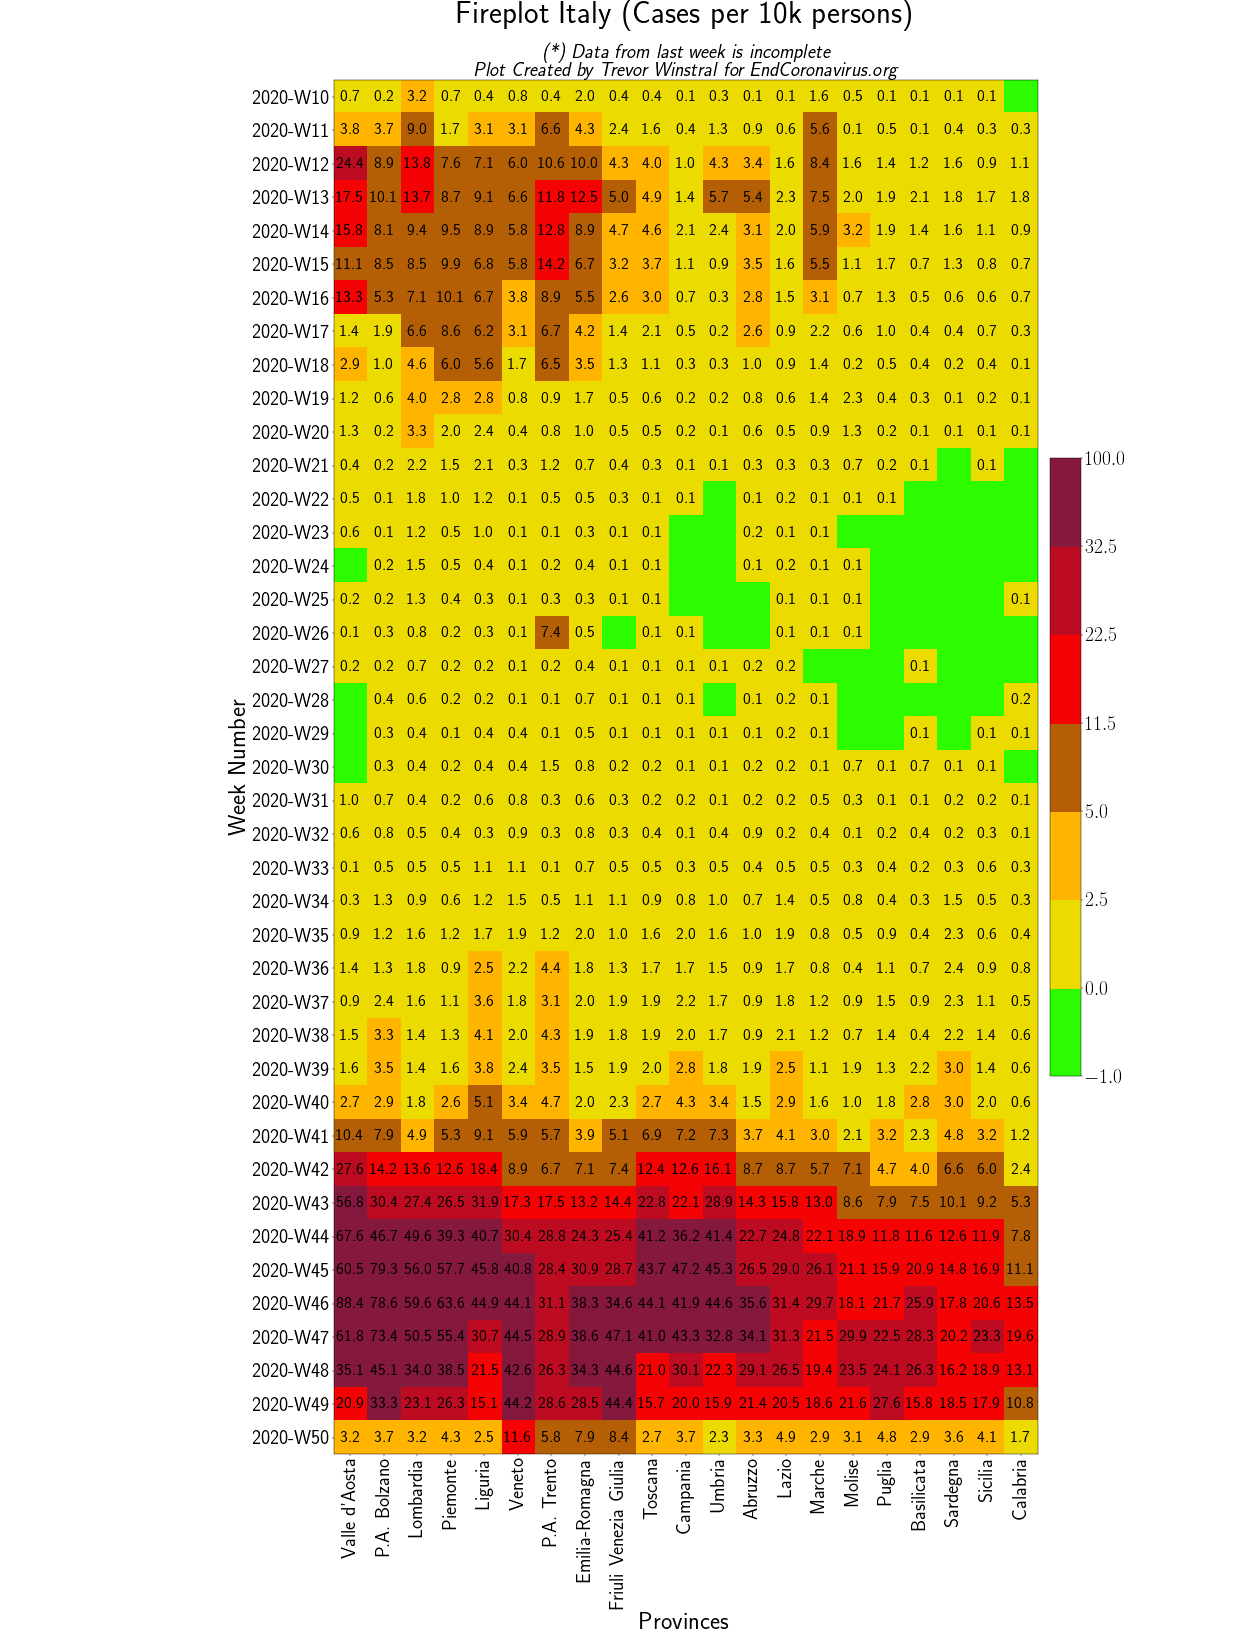 Fireplot Italy (Cases per 10k persons)
(*) Data from last week is incomplete
Plot Created by Trevor Winstral for EndCoronavirus.org
2020-W10 0.7 0.2 3.2 0.7 0.4 0.8 0.4 2.0 0.4 0.4 0.1 0.3 0.1 0.1 1.6 0.5 0.1 0.1 0.1 0.1
2020-W11 3.8 3.7 9.0 1.7 3.1 3.1 6.6 4.3 2.4 1.6 0.4 1.3 0.9 0.6 5.6 0.1 0.5 0.1 0.4 0.3 0.3
2020-W12 24.4 8.9 13.8 7.6 7.1 6.0 10.6 10.0 4.3 4.0 1.0 4.3 3.4 1.6 8.4 1.6 1.4 1.2 1.6 0.9 1.1
2020-W13 17.5 10.1 13.7 8.7 9.1 6.6 11.8 12.5 5.0 4.9 1.4 5.7 5.4 2.3 7.5 2.0 1.9 2.1 1.8 1.7 1.8
2020-W14 15.8 8.1 9.4 9.5 8.9 5.8 12.8 8.9 4.7 4.6 2.1 2.4 3.1 2.0 5.9 3.2 1.9 1.4 1.6 1.1 0.9
2020-W15 11.1 8.5 8.5 9.9 6.8 5.8 14.2 6.7 3.2 3.7 1.1 0.9 3.5 1.6 5.5 1.1 1.7 0.7 1.3 0.8 0.7
2020-W16 13.3 5.3 7.1 10.1 6.7 3.8 8.9 5.5 2.6 3.0 0.7 0.3 2.8 1.5 3.1 0.7 1.3 0.5 0.6 0.6 0.7
2020-W17 1.4 1.9 6.6 8.6 6.2 3.1 6.7 4.2 1.4 2.1 0.5 0.2 2.6 0.9 2.2 0.6 1.0 0.4 0.4 0.7 0.3
2020-W18 2.9 1.0 4.6 6.0 5.6 1.7 6.5 3.5 1.3 1.1 0.3 0.3 1.0 0.9 1.4 0.2 0.5 0.4 0.2 0.4 0.1
2020-W19 1.2 0.6 4.0 2.8 2.8 0.8 0.9 1.7 0.5 0.6 0.2 0.2 0.8 0.6 1.4 2.3 0.4 0.3 0.1 0.2 0.1
2020-W20 1.3 0.2 3.3 2.0 2.4 0.4 0.8 1.0 0.5 0.5 0.2 0.1 0.6 0.5 0.9 1.3 0.2 0.1 0.1 0.1 0.1
2020-W21 0.4 0.2 2.2 1.5 2.1 0.3 1.2 0.7 0.4 0.3 0.1 0.1 0.3 0.3 0.3 0.7 0.2 0.1 0.1
2020-W22 0.5 0.1 1.8 1.0 1.2 0.1 0.5 0.5 0.3 0.1 0.1 0.1 0.2 0.1 0.1 0.1
2020-W23 0.6 0.1 1.2 0.5 1.0 0.1 0.1 0.3 0.1 0.1 0.2 0.1 0.1
2020-W24 0.2 1.5 0.5 0.4 0.1 0.2 0.4 0.1 0.1 0.1 0.2 0.1 0.1
2020-W25 0.2 0.2 1.3 0.4 0.3 0.1 0.3 0.3 0.1 0.1 0.1 0.1 0.1 0.1
2020-W26 0.1 0.3 0.8 0.2 0.3 0.1 7.4 0.5 0.1 0.1 0.1 0.1 0.1
2020-W27 0.2 0.2 0.7 0.2 0.2 0.1 0.2 0.4 0.1 0.1 0.1 0.1 0.2 0.2 0.1
2020-W28 0.4 0.6 0.2 0.2 0.1 0.1 0.7 0.1 0.1 0.1 0.1 0.2 0.1 0.2
2020-W29 0.3 0.4 0.1 0.4 0.4 0.1 0.5 0.1 0.1 0.1 0.1 0.1 0.2 0.1 0.1 0.1 0.1
2020-W30 0.3 0.4 0.2 0.4 0.4 1.5 0.8 0.2 0.2 0.1 0.1 0.2 0.2 0.1 0.7 0.1 0.7 0.1 0.1
2020-W31 1.0 0.7 0.4 0.2 0.6 0.8 0.3 0.6 0.3 0.2 0.2 0.1 0.2 0.2 0.5 0.3 0.1 0.1 0.2 0.2 0.1
2020-W32 0.6 0.8 0.5 0.4 0.3 0.9 0.3 0.8 0.3 0.4 0.1 0.4 0.9 0.2 0.4 0.1 0.2 0.4 0.2 0.3 0.1
2020-W33 0.1 0.5 0.5 0.5 1.1 1.1 0.1 0.7 0.5 0.5 0.3 0.5 0.4 0.5 0.5 0.3 0.4 0.2 0.3 0.6 0.3
2020-W34 0.3 1.3 0.9 0.6 1.2 1.5 0.5 1.1 1.1 0.9 0.8 1.0 0.7 1.4 0.5 0.8 0.4 0.3 1.5 0.5 0.3
2020-W35 0.9 1.2 1.6 1.2 1.7 1.9 1.2 2.0 1.0 1.6 2.0 1.6 1.0 1.9 0.8 0.5 0.9 0.4 2.3 0.6 0.4
2020-W36 1.4 1.3 1.8 0.9 2.5 2.2 4.4 1.8 1.3 1.7 1.7 1.5 0.9 1.7 0.8 0.4 1.1 0.7 2.4 0.9 0.8
2020-W37 0.9 2.4 1.6 1.1 3.6 1.8 3.1 2.0 1.9 1.9 2.2 1.7 0.9 1.8 1.2 0.9 1.5 0.9 2.3 1.1 0.5
2020-W38 1.5 3.3 1.4 1.3 4.1 2.0 4.3 1.9 1.8 1.9 2.0 1.7 0.9 2.1 1.2 0.7 1.4 0.4 2.2 1.4 0.6
2020-W39 1.6 3.5 1.4 1.6 3.8 2.4 3.5 1.5 1.9 2.0 2.8 1.8 1.9 2.5 1.1 1.9 1.3 2.2 3.0 1.4 0.6
2020-W40 2.7 2.9 1.8 2.6 5.1 3.4 4.7 2.0 2.3 2.7 4.3 3.4 1.5 2.9 1.6 1.0 1.8 2.8 3.0 2.0 0.6
2020-W41 10.4 7.9 4.9 5.3 9.1 5.9 5.7 3.9 5.1 6.9 7.2 7.3 3.7 4.1 3.0 2.1 3.2 2.3 4.8 3.2 1.2
2020-W42 27.6 14.2 13.6 12.6 18.4 8.9 6.7 7.1 7.4 12.4 12.6 16.1 8.7 8.7 5.7 7.1 4.7 4.0 6.6 6.0 2.4
2020-W43 56.8 30.4 27.4 26.5 31.9 17.3 17.5 13.2 14.4 22.8 22.1 28.9 14.3 15.8 13.0 8.6 7.9 7.5 10.1 9.2 5.3
2020-W44 67.6 46.7 49.6 39.3 40.7 30.4 28.8 24.3 25.4 41.2 36.2 41.4 22.7 24.8 22.1 18.9 11.8 11.6 12.6 11.9 7.8
2020-W45 60.5 79.3 56.0 57.7 45.8 40.8 28.4 30.9 28.7 43.7 47.2 45.3 26.5 29.0 26.1 21.1 15.9 20.9 14.8 16.9 11.1
2020-W46 88.4 78.6 59.6 63.6 44.9 44.1 31.1 38.3 34.6 44.1 41.9 44.6 35.6 31.4 29.7 18.1 21.7 25.9 17.8 20.6 13.5
2020-W47 61.8 73.4 50.5 55.4 30.7 44.5 28.9 38.6 47.1 41.0 43.3 32.8 34.1 31.3 21.5 29.9 22.5 28.3 20.2 23.3 19.6
2020-W48 35.1 45.1 34.0 38.5 21.5 42.6 26.3 34.3 44.6 21.0 30.1 22.3 29.1 26.5 19.4 23.5 24.1 26.3 16.2 18.9 13.1
2020-W49 20.9 33.3 23.1 26.3 15.1 44.2 28.6 28.5 44.4 15.7 20.0 15.9 21.4 20.5 18.6 21.6 27.6 15.8 18.5 17.9 10.8
2020-W50 3.2 3.7 3.2 4.3 2.5 11.6 5.8 7.9 8.4 2.7 3.7 2.3 3.3 4.9 2.9 3.1 4.8 2.9 3.6 4.1 1.7
Week Number
Valle d'Aosta
P.A. Bolzano
Lombardia
Piemonte
Liguria
Veneto
P.A. Trento
Emilia-Romagna
Friuli Venezia Giulia
Toscana
Campania
Umbria
Abruzzo
Lazio
Marche
Molise
Puglia
Basilicata
Sardegna
Sicilia
Calabria
Provinces
100.0
32.5
22.5
11.5
5.0
2.5
0.0
−1.0